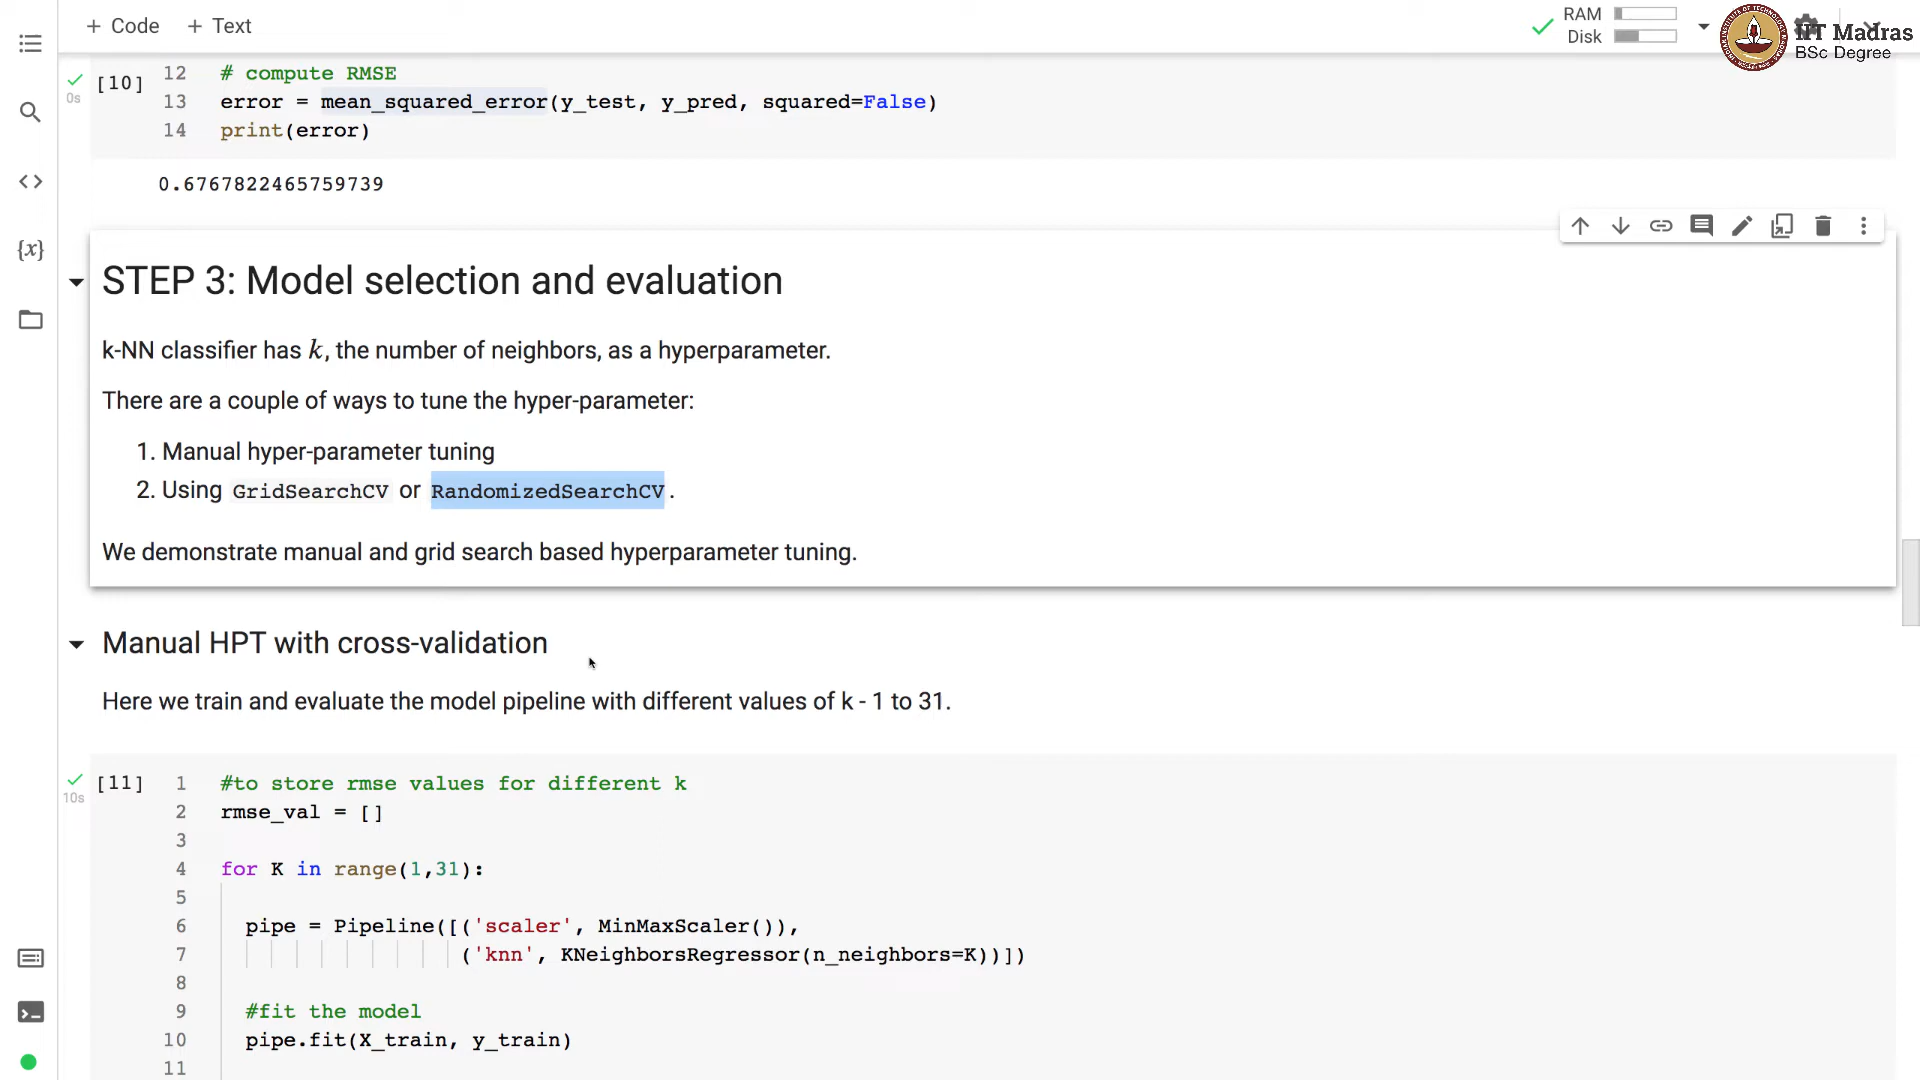 + Code + Text
RAM
Disk
IIT Madras
BSc Degree
[10] 12 # compute RMSE
0s 13 error = mean_squared_error(y_test, y_pred, squared=False)
14 print(error)
0.6767822465759739
STEP 3: Model selection and evaluation
k-NN classifier has k, the number of neighbors, as a hyperparameter.
There are a couple of ways to tune the hyper-parameter:
1. Manual hyper-parameter tuning
2. Using GridSearchCV or RandomizedSearchCV.
We demonstrate manual and grid search based hyperparameter tuning.
Manual HPT with cross-validation
Here we train and evaluate the model pipeline with different values of k - 1 to 31.
[11] 1 #to store rmse values for different k
10s 2 rmse_val = []
3
4 for K in range(1,31):
5
6 pipe = Pipeline([('scaler', MinMaxScaler()),
7 ('knn', KNeighborsRegressor(n_neighbors=K))])
8
9 #fit the model
10 pipe.fit(X_train, y_train)
11